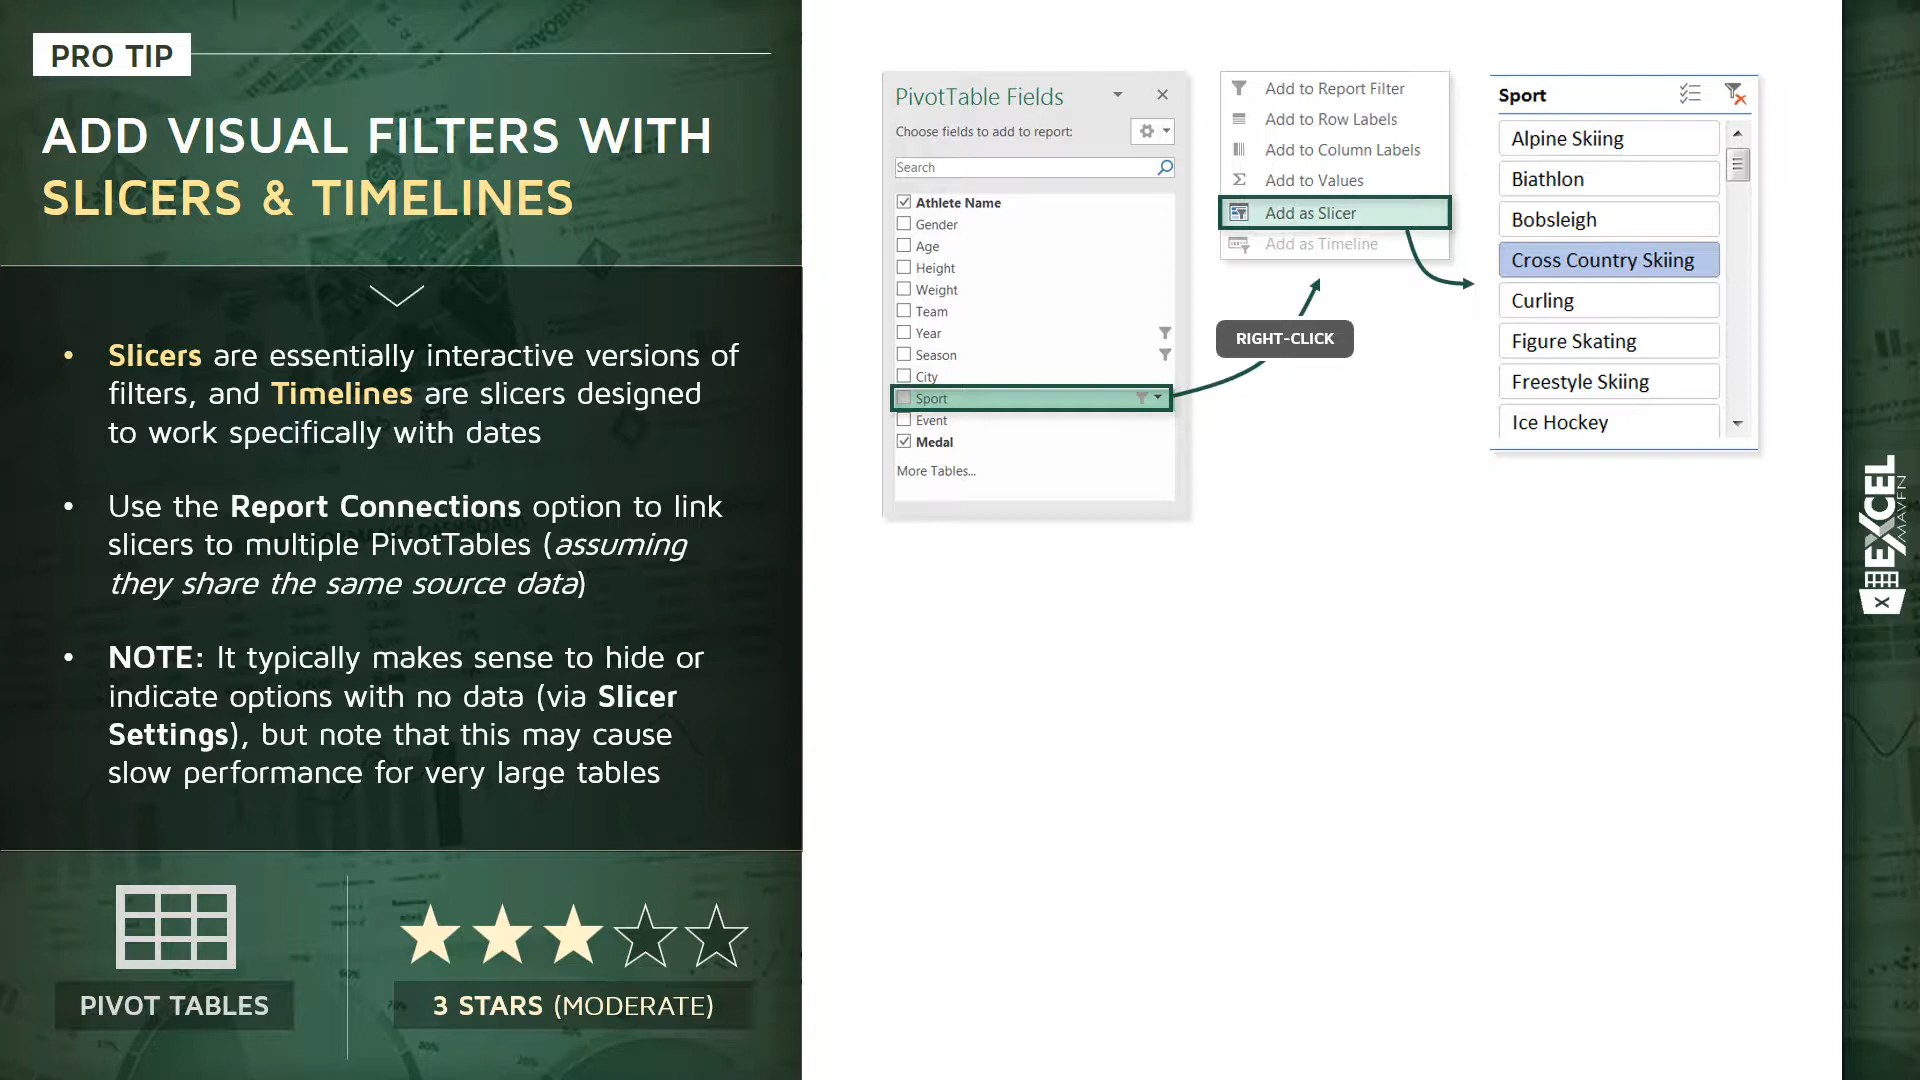 PRO TIP
ADD VISUAL FILTERS WITH
SLICERS & TIMELINES
• Slicers are essentially interactive versions of
filters, and Timelines are slicers designed
to work specifically with dates
• Use the Report Connections option to link
slicers to multiple PivotTables (assuming
they share the same source data)
• NOTE: It typically makes sense to hide or
indicate options with no data (via Slicer
Settings), but note that this may cause
slow performance for very large tables
PIVOT TABLES
3 STARS (MODERATE)
PivotTable Fields
Choose fields to add to report:
Search
Athlete Name
Gender
Age
Height
Weight
Team
Year
Season
City
Sport
Event
Medal
More Tables...
RIGHT-CLICK
Add to Report Filter
Add to Row Labels
Add to Column Labels
Add to Values
Add as Slicer
Add as Timeline
Sport
Alpine Skiing
Biathlon
Bobsleigh
Cross Country Skiing
Curling
Figure Skating
Freestyle Skiing
Ice Hockey
EXCEL
MAVEN